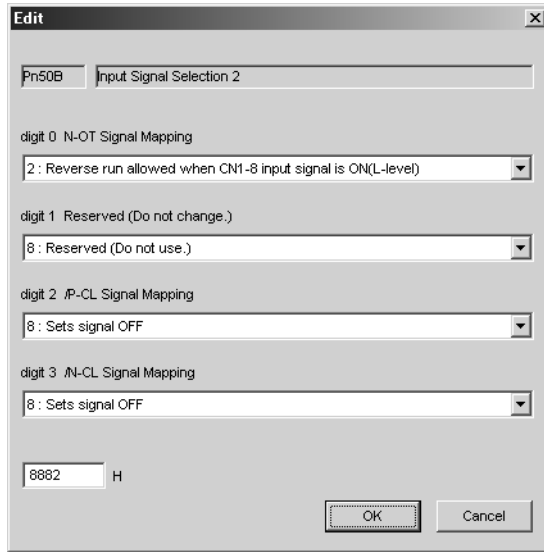 Edit
Pn50B Input Signal Selection 2
digit 0 N-OT Signal Mapping
2 : Reverse run allowed when CN1-8 input signal is ON(L-level)
digit 1 Reserved (Do not change.)
8 : Reserved (Do not use.)
digit 2 /P-CL Signal Mapping
8 : Sets signal OFF
digit 3 /N-CL Signal Mapping
8 : Sets signal OFF
8882 H
OK Cancel